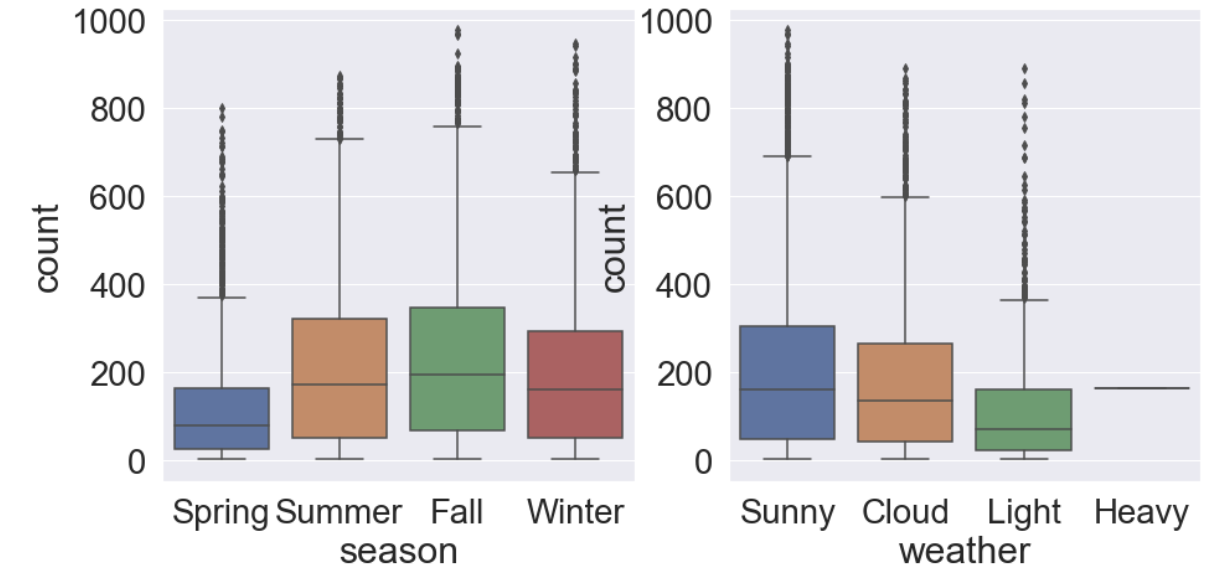 1000
800
600
400
200
0
count
Spring Summer Fall Winter
season
1000
800
600
400
200
0
count
Sunny Cloud Light Heavy
weather